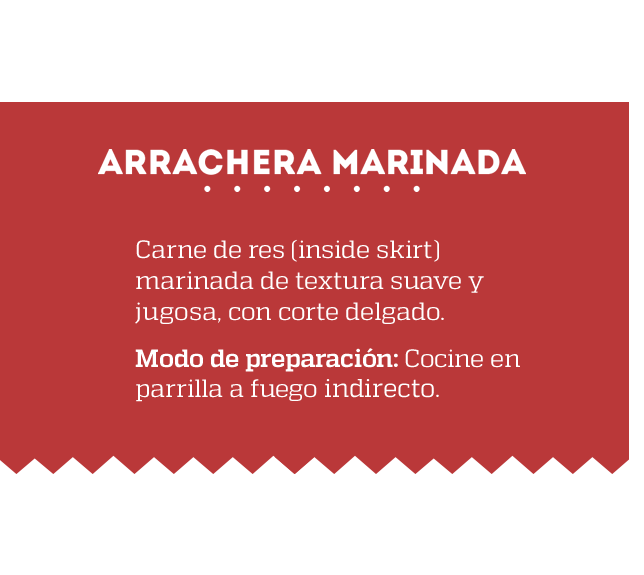 ARRACHERA MARINADA
Carne de res (inside skirt)
marinada de textura suave y
jugosa, con corte delgado.
Modo de preparación: Cocine en
parrilla a fuego indirecto.